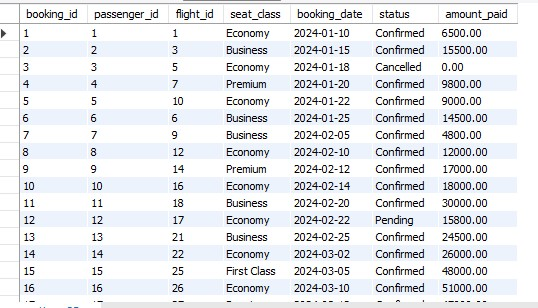 booking_id passenger_id flight_id seat_class booking_date status amount_paid
1 1 1 Economy 2024-01-10 Confirmed 6500.00
2 2 3 Business 2024-01-15 Confirmed 15500.00
3 3 5 Economy 2024-01-18 Cancelled 0.00
4 4 7 Premium 2024-01-20 Confirmed 9800.00
5 5 10 Economy 2024-01-22 Confirmed 9000.00
6 6 6 Business 2024-01-25 Confirmed 14500.00
7 7 9 Business 2024-02-05 Confirmed 4800.00
8 8 12 Economy 2024-02-10 Confirmed 12000.00
9 9 14 Premium 2024-02-12 Confirmed 17000.00
10 10 16 Economy 2024-02-14 Confirmed 18000.00
11 11 18 Business 2024-02-20 Confirmed 30000.00
12 12 17 Economy 2024-02-22 Pending 15800.00
13 13 21 Business 2024-02-25 Confirmed 24500.00
14 14 22 Economy 2024-03-02 Confirmed 26000.00
15 15 25 First Class 2024-03-05 Confirmed 48000.00
16 16 26 Economy 2024-03-10 Confirmed 51000.00